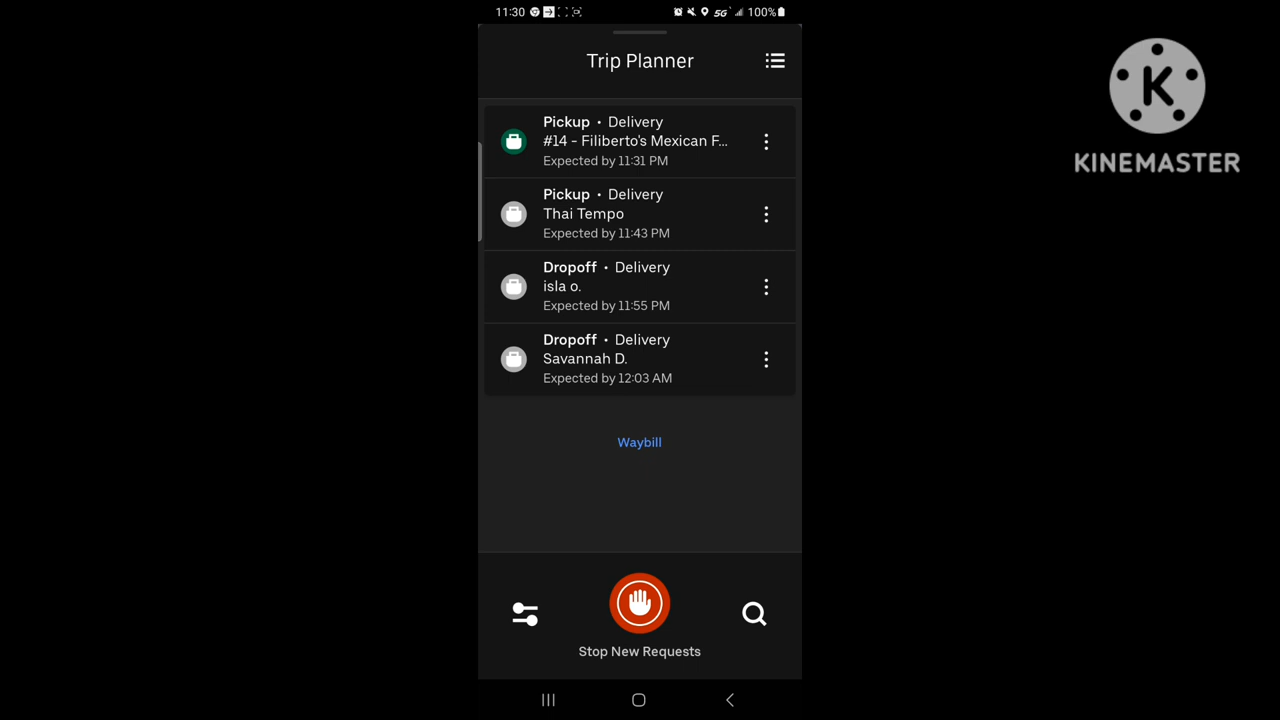 11:30
5G
100%
Trip Planner
Pickup • Delivery
#14 - Filiberto's Mexican F...
Expected by 11:31 PM
Pickup • Delivery
Thai Tempo
Expected by 11:43 PM
Dropoff • Delivery
isla o.
Expected by 11:55 PM
Dropoff • Delivery
Savannah D.
Expected by 12:03 AM
Waybill
Stop New Requests
K
KINEMASTER